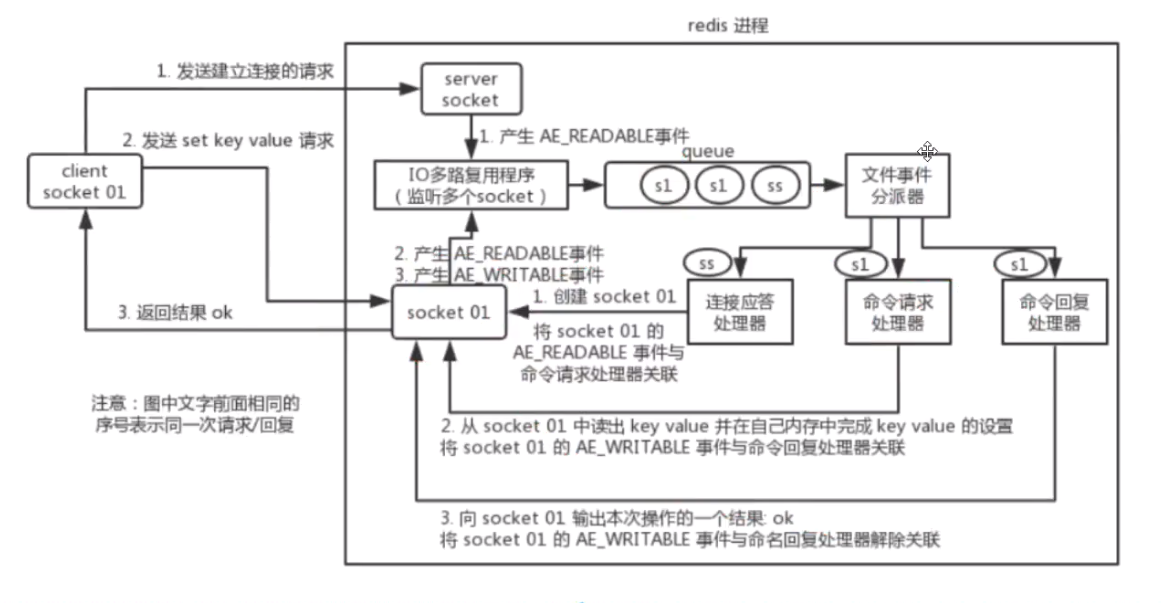 redis 进程
1. 发送建立连接的请求
server
socket
2. 发送 set key value 请求
1. 产生 AE_READABLE事件
queue
client
socket 01
IO多路复用程序
（监听多个socket）
s1
s1
ss
文件事件
分派器
2. 产生 AE_READABLE事件
3. 产生 AE_WRITABLE事件
ss
s1
s1
1. 创建 socket 01
socket 01
连接应答
处理器
命令请求
处理器
命令回复
处理器
3. 返回结果 ok
将 socket 01 的
AE_READABLE 事件与
命令请求处理器关联
注意：图中文字前面相同的
序号表示同一次请求/回复
2. 从 socket 01 中读出 key value 并在自己内存中完成 key value 的设置
将 socket 01 的 AE_WRITABLE 事件与命令回复处理器关联
3. 向 socket 01 输出本次操作的一个结果: ok
将 socket 01 的 AE_WRITABLE 事件与命名回复处理器解除关联